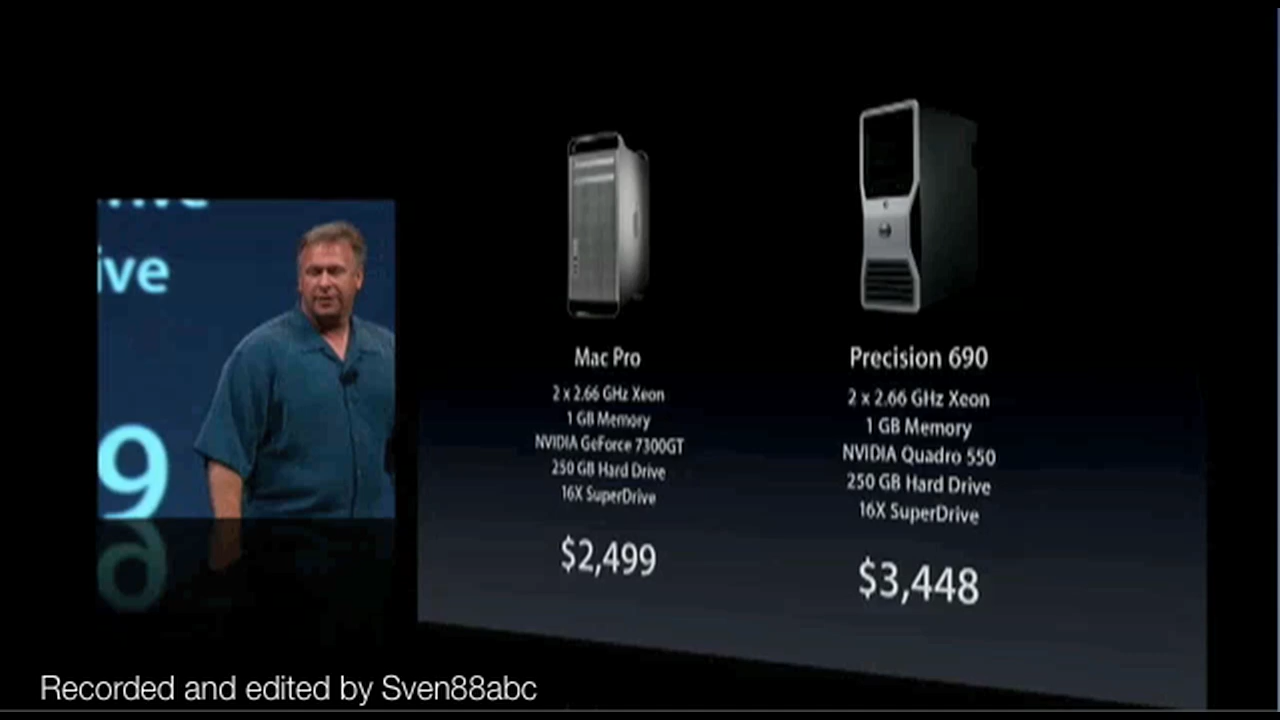 ive
9
Mac Pro
2 x 2.66 GHz Xeon
1 GB Memory
NVIDIA GeForce 7300GT
250 GB Hard Drive
16X SuperDrive
$2,499
Precision 690
2 x 2.66 GHz Xeon
1 GB Memory
NVIDIA Quadro 550
250 GB Hard Drive
16X SuperDrive
$3,448
Recorded and edited by Sven88abc